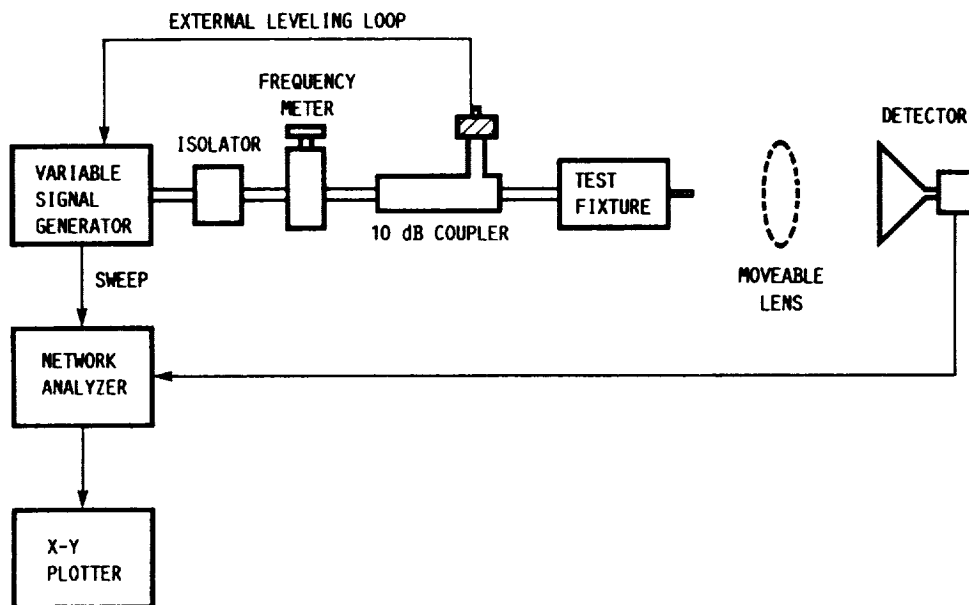 EXTERNAL LEVELING LOOP
FREQUENCY
METER
ISOLATOR
DETECTOR
VARIABLE
SIGNAL
GENERATOR
TEST
FIXTURE
10 dB COUPLER
SWEEP
MOVEABLE
LENS
NETWORK
ANALYZER
X-Y
PLOTTER